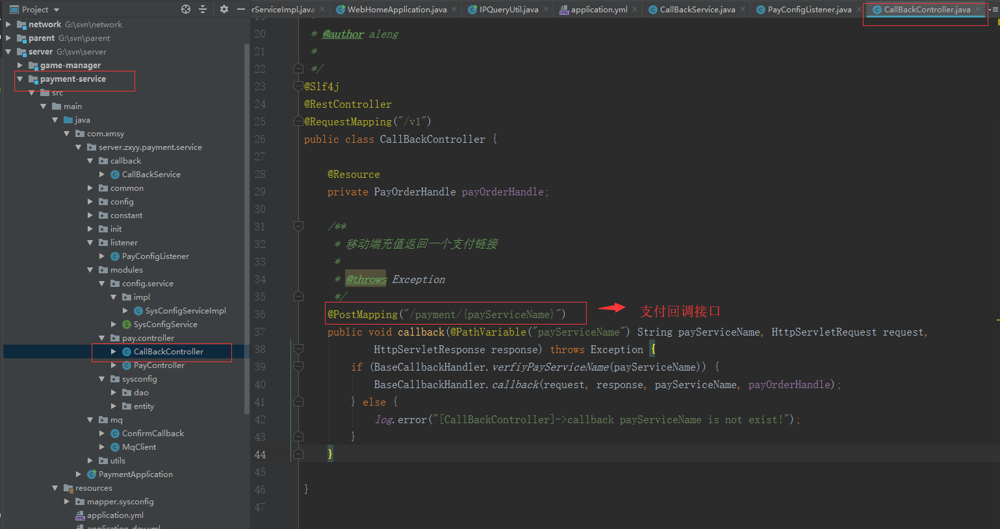 Project
rServiceImpl.java
WebHomeApplication.java
IPQueryUtil.java
application.yml
CallBackService.java
PayConfigListener.java
CallBackController.java
network G:\svn\network
parent G:\svn\parent
server G:\svn\server
game-manager
payment-service
src
main
java
com.xmsy
server.zxyy.payment.service
callback
CallBackService
common
config
constant
init
listener
PayConfigListener
modules
config.service
impl
SysConfigServiceImpl
SysConfigService
pay.controller
CallBackController
PayController
sysconfig
dao
entity
mq
ConfirmCallback
MqClient
utils
PaymentApplication
resources
mapper.sysconfig
application.yml
application-dev.yml
19 *
20 * @author aleng
21 *
22 */
23 @Slf4j
24 @RestController
25 @RequestMapping("/v1")
26 public class CallBackController {
27
28 @Resource
29 private PayOrderHandle payOrderHandle;
30
31 /**
32 * 移动端充值返回一个支付链接
33 *
34 * @throws Exception
35 */
36 @PostMapping("/payment/{payServiceName}") 支付回调接口
37 public void callback(@PathVariable("payServiceName") String payServiceName, HttpServletRequest request,
38 HttpServletResponse response) throws Exception {
39 if (BaseCallbackHandler.verfiyPayServiceName(payServiceName)) {
40 BaseCallbackHandler.callback(request, response, payServiceName, payOrderHandle);
41 } else {
42 log.error("[CallBackController]->callback payServiceName is not exist!");
43 }
44 }
45
46 }
47